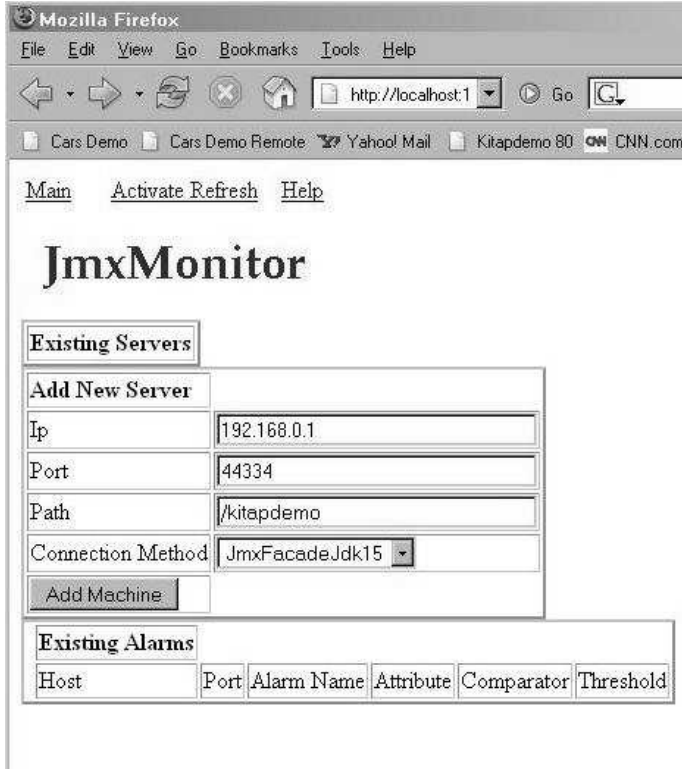 Mozilla Firefox
File Edit View Go Bookmarks Tools Help
http://localhost:1 Go G
Cars Demo Cars Demo Remote Y! Yahoo! Mail Kitapdemo 80 CNN CNN.com
Main Activate Refresh Help
JmxMonitor
Existing Servers
Add New Server
Ip 192.168.0.1
Port 44334
Path /kitapdemo
Connection Method JmxFacadeJdk15
Add Machine
Existing Alarms
Host Port Alarm Name Attribute Comparator Threshold